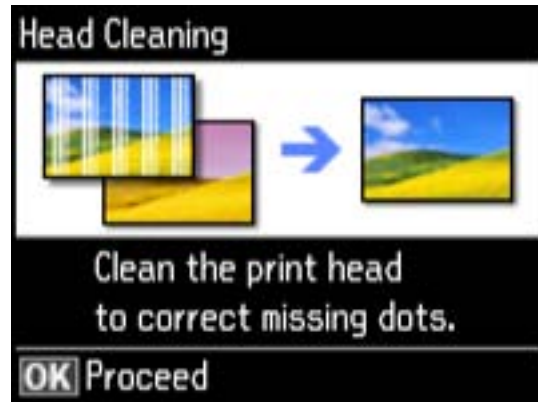 Head Cleaning
Clean the print head
to correct missing dots.
OK Proceed